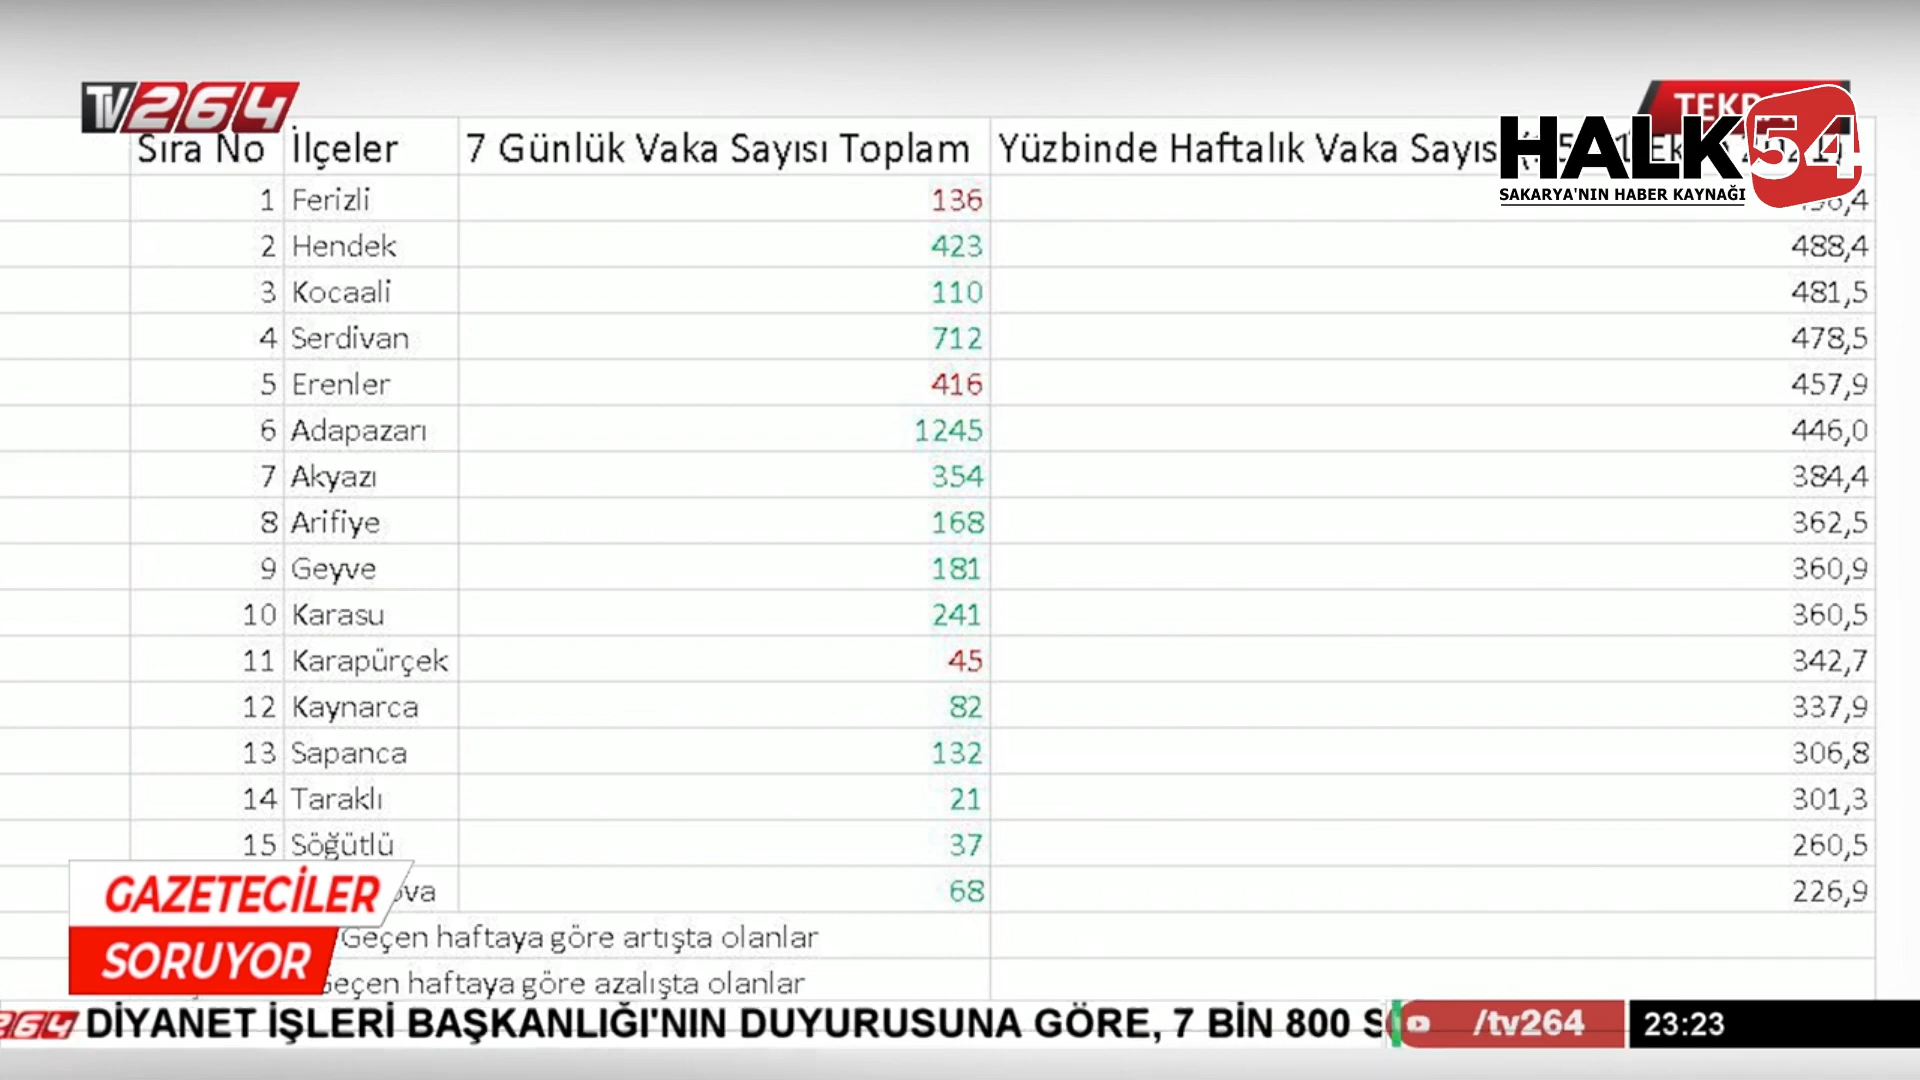 TV264
HALK54
SAKARYA'NIN HABER KAYNAĞI
Sıra No İlçeler 7 Günlük Vaka Sayısı Toplam Yüzbinde Haftalık Vaka
1 Ferizli 136
2 Hendek 423 488,4
3 Kocaali 110 481,5
4 Serdivan 712 478,5
5 Erenler 416 457,9
6 Adapazarı 1245 446,0
7 Akyazı 354 384,4
8 Arifiye 168 362,5
9 Geyve 181 360,9
10 Karasu 241 360,5
11 Karapürçek 45 342,7
12 Kaynarca 82 337,9
13 Sapanca 132 306,8
14 Taraklı 21 301,3
15 Söğütlü 37 260,5
68 226,9
Geçen haftaya göre artışta olanlar
haftaya göre azalışta olanlar
GAZETECİLER
SORUYOR
264 DİYANET İŞLERİ BAŞKANLIĞI'NIN DUYURUSUNA GÖRE, 7 BİN 800 /tv264 23:23